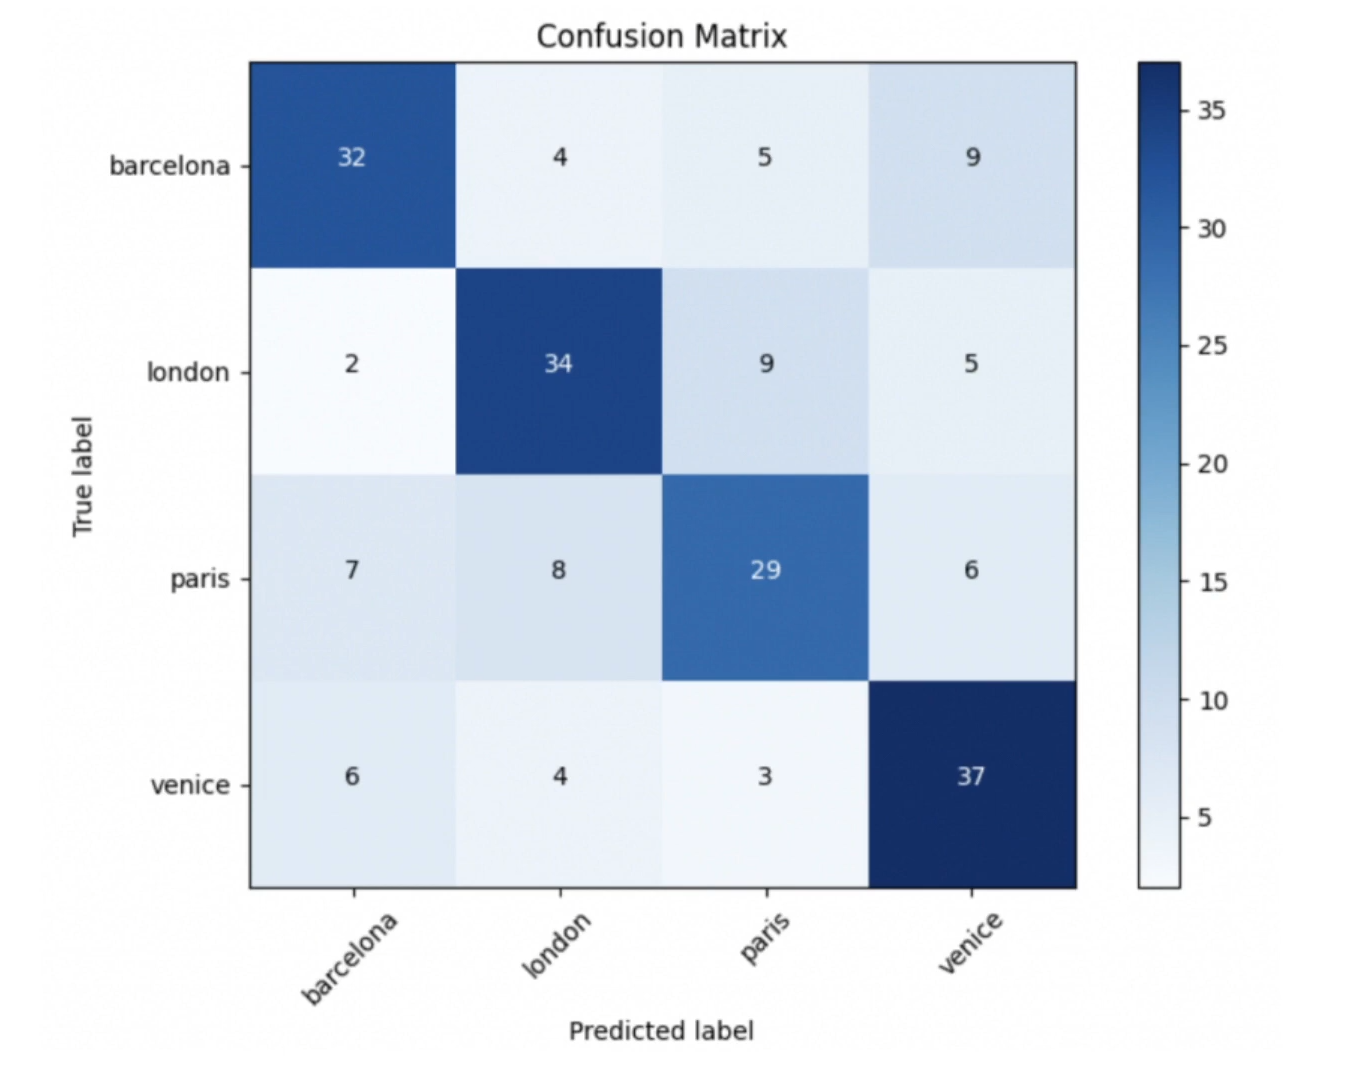 Confusion Matrix
barcelona 32 4 5 9
london 2 34 9 5
paris 7 8 29 6
venice 6 4 3 37
barcelona london paris venice
Predicted label
True label
35
30
25
20
15
10
5